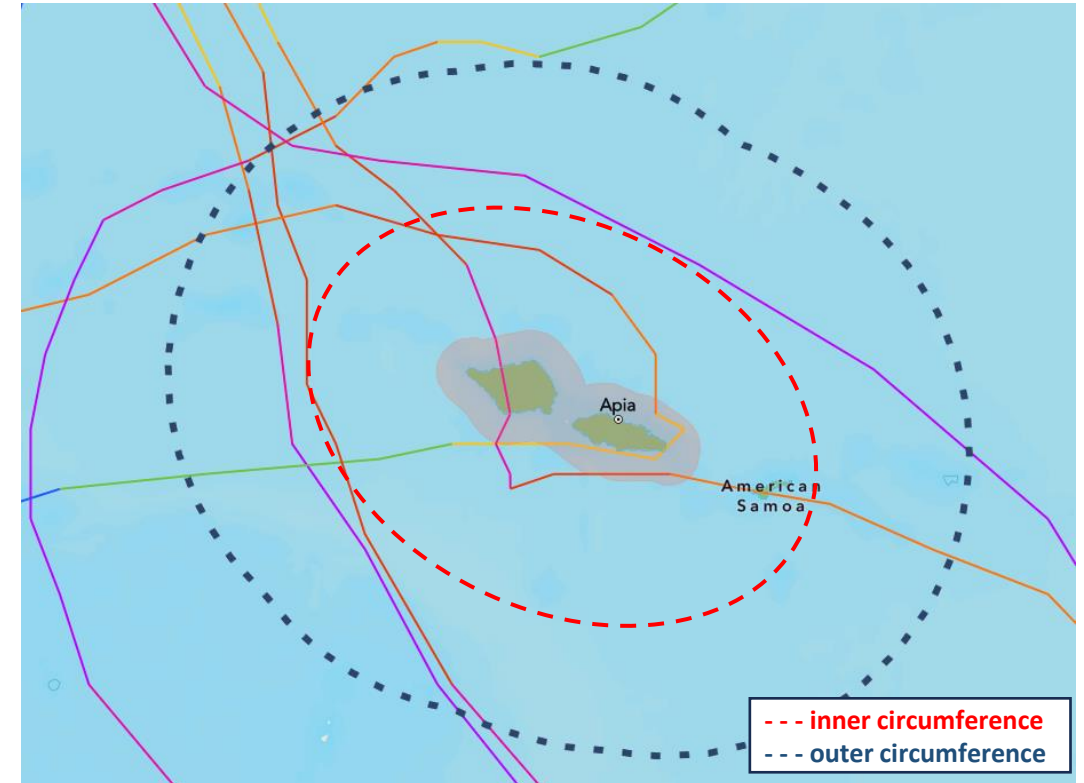 Apia
American
Samoa
- - - inner circumference
- - - outer circumference